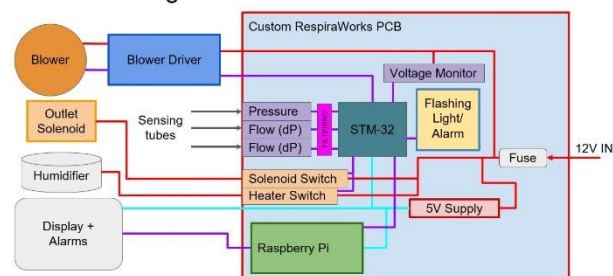 Custom RespiraWorks PCB
Blower
Blower Driver
Voltage Monitor
Outlet
Solenoid
Sensing
tubes
Pressure
Flow (dP)
Flow (dP)
FILTERING
STM-32
Flashing
Light/
Alarm
Humidifier
Solenoid Switch
Heater Switch
Fuse
12V IN
5V Supply
Display +
Alarms
Raspberry Pi